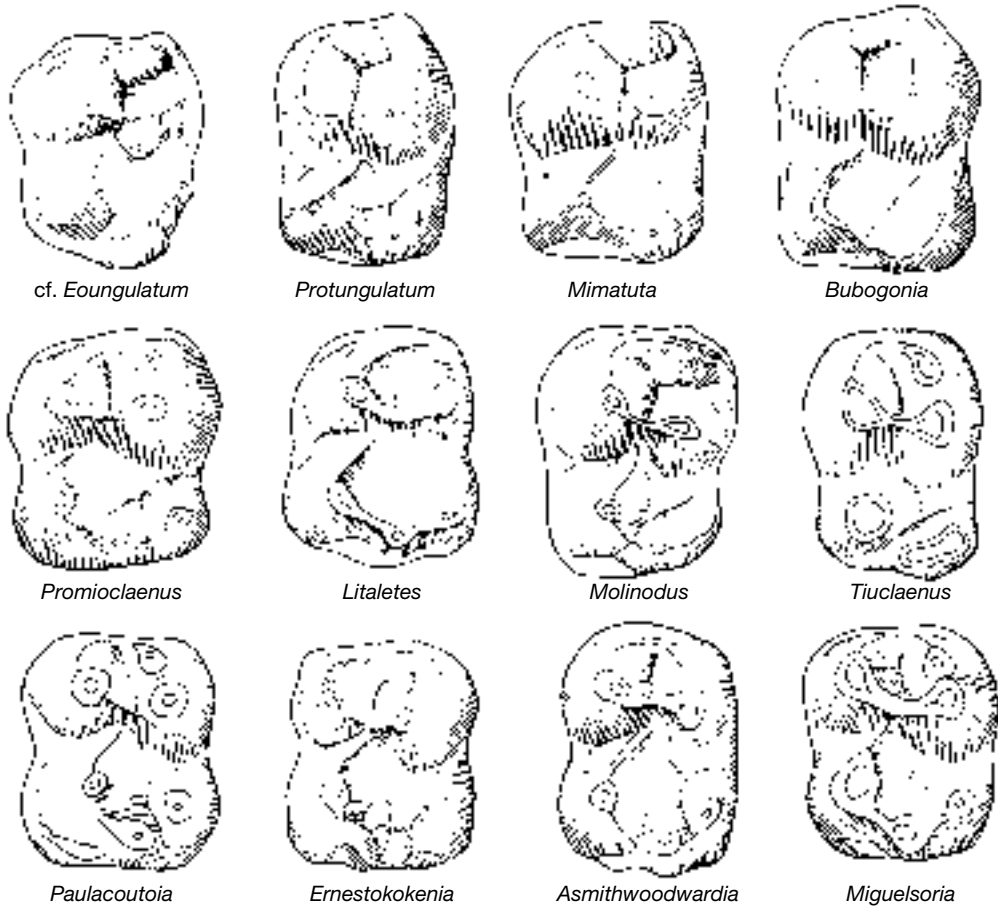 cf. Eoungulatum
Protungulatum
Mimatuta
Bubogonia
Promioclaenus
Litaletes
Molinodus
Tiuclaenus
Paulacoutoia
Ernestokokenia
Asmithwoodwardia
Miguelsoria